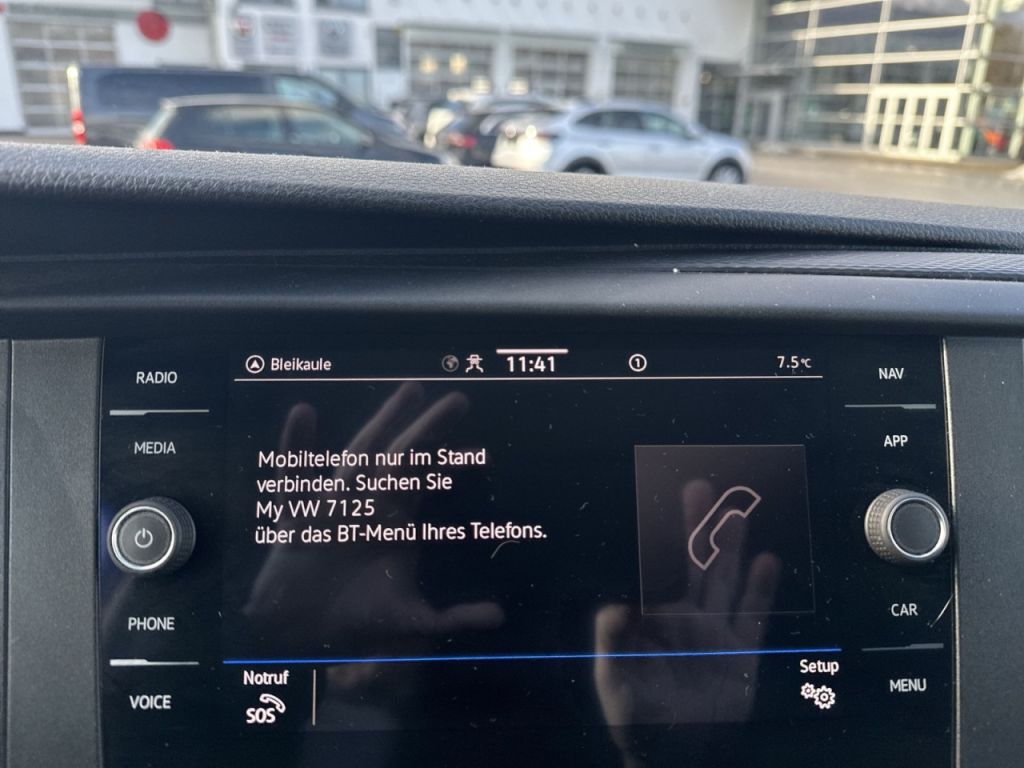 Bleikaule
11:41
1
7.5°C
RADIO
MEDIA
PHONE
VOICE
Mobiltelefon nur im Stand
verbinden. Suchen Sie
My VW 7125
über das BT-Menü Ihres Telefons.
Notruf
SOS
Setup
NAV
APP
CAR
MENU